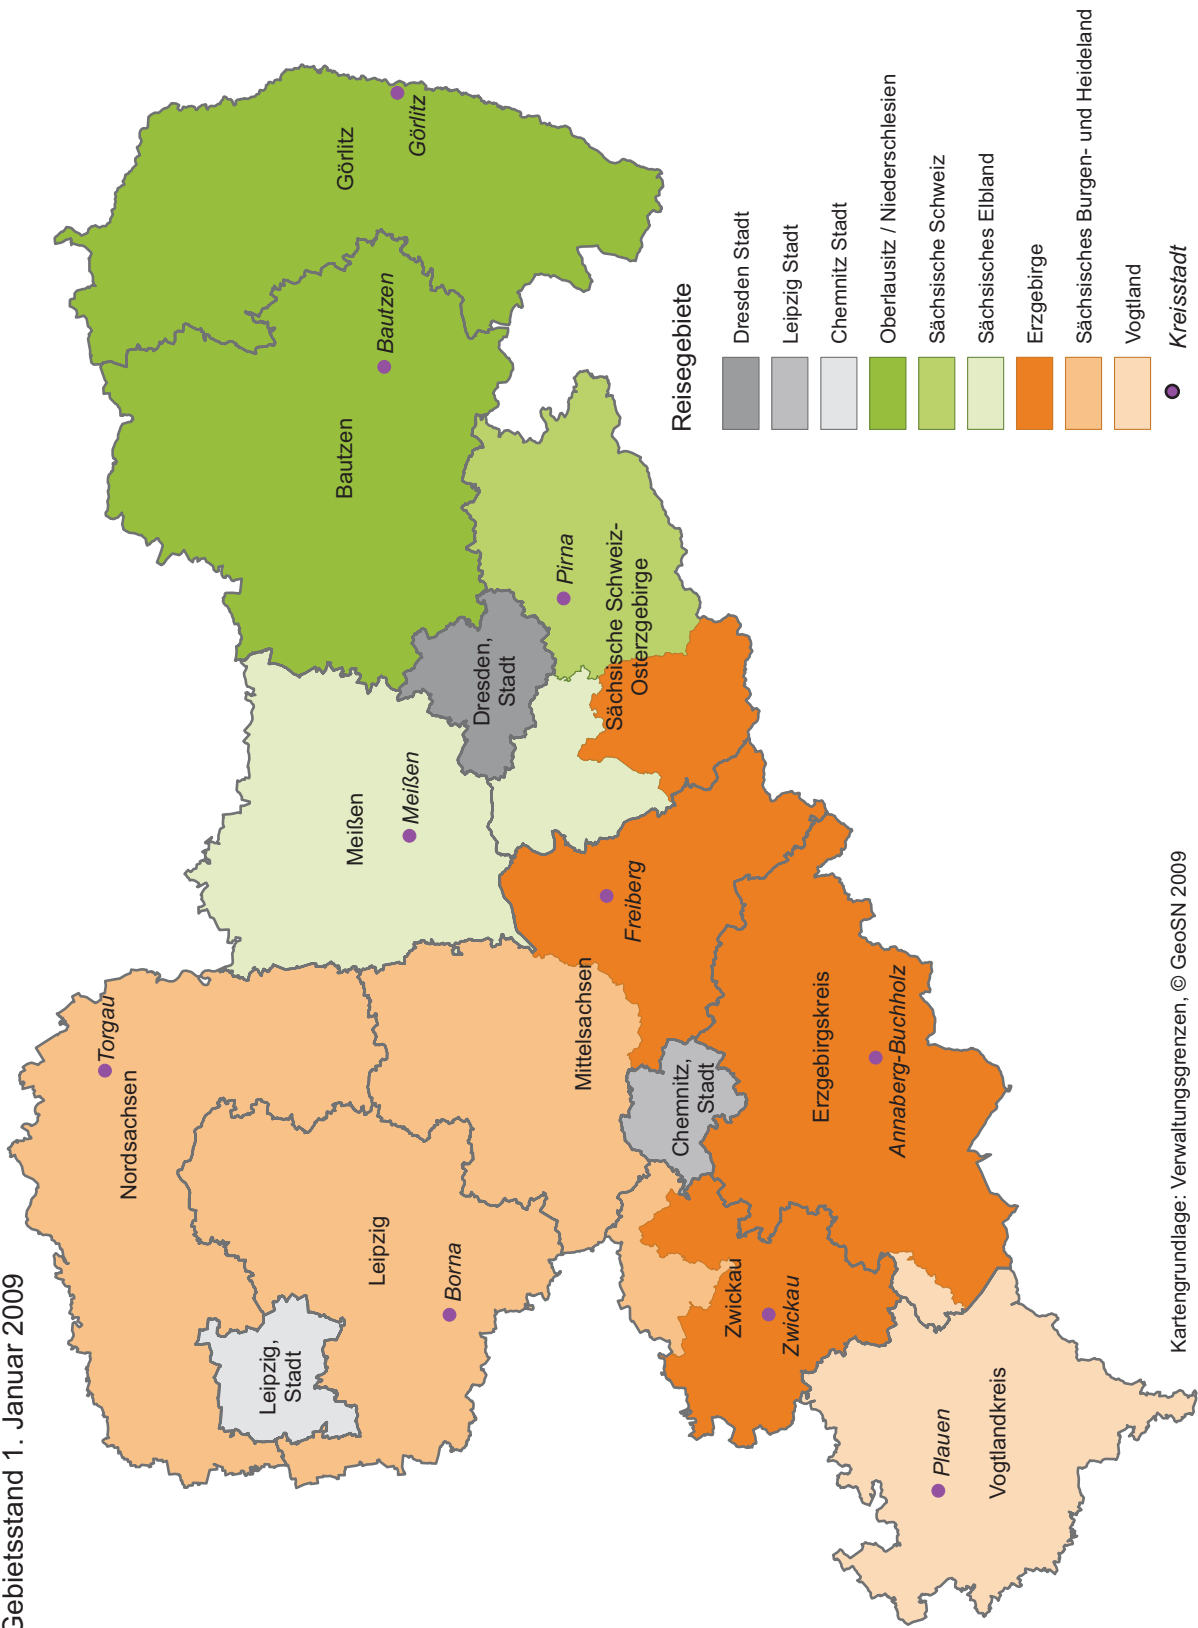 Gebietsstand 1. Januar 2009
Nordsachsen
Torgau
Leipzig,
Stadt
Leipzig
Borna
Mittelsachsen
Freiberg
Meißen
Meißen
Dresden,
Stadt
Bautzen
Bautzen
Görlitz
Görlitz
Pirna
Sächsische Schweiz-
Osterzgebirge
Chemnitz,
Stadt
Zwickau
Zwickau
Erzgebirgskreis
Annaberg-Buchholz
Plauen
Vogtlandkreis
Reisegebiete
Dresden Stadt
Leipzig Stadt
Chemnitz Stadt
Oberlausitz / Niederschlesien
Sächsische Schweiz
Sächsisches Elbland
Erzgebirge
Sächsisches Burgen- und Heideland
Vogtland
Kreisstadt
Kartengrundlage: Verwaltungsgrenzen, © GeoSN 2009